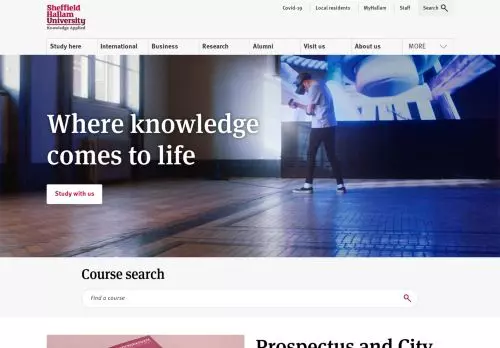 Sheffield
Hallam
University
Knowledge Applied
Covid-19
Local residents
MyHallam
Staff
Search
Study here
International
Business
Research
Alumni
Visit us
About us
MORE
Where knowledge
comes to life
Study with us
Course search
Find a course
Prospectus and City